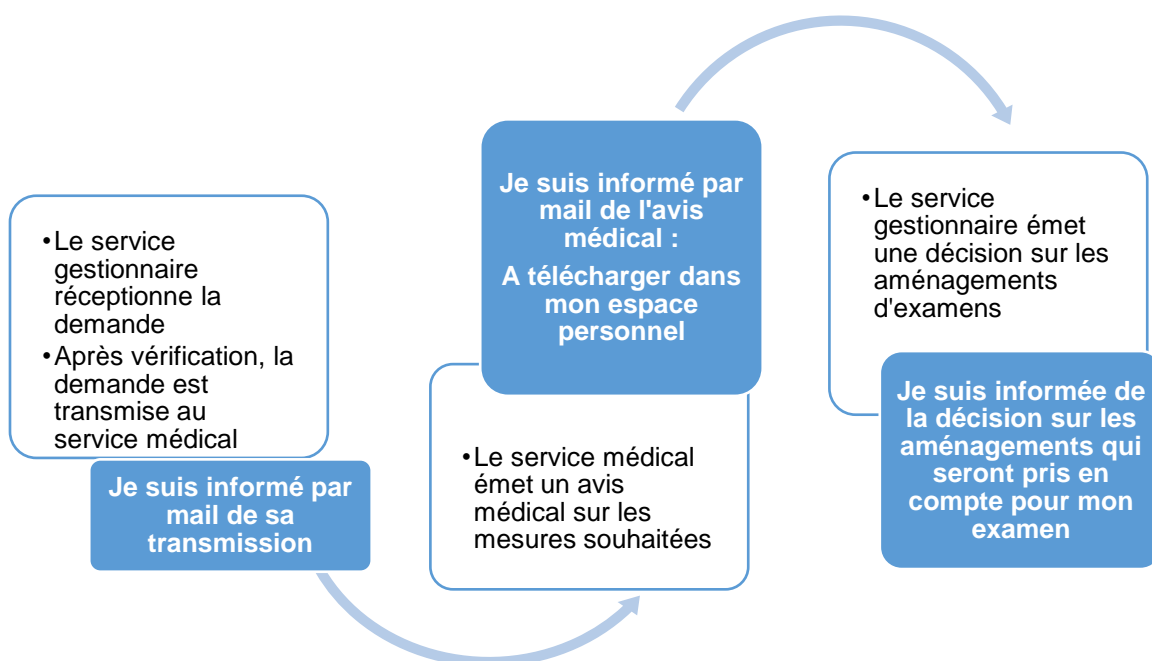 •Le service
gestionnaire
réceptionne la
demande
•Après vérification, la
demande est
transmise au
service médical
Je suis informé par
mail de sa
transmission
Je suis informé par
mail de l'avis
médical :
A télécharger dans
mon espace
personnel
•Le service médical
émet un avis
médical sur les
mesures souhaitées
•Le service
gestionnaire émet
une décision sur les
aménagements
d'examens
Je suis informée de
la décision sur les
aménagements qui
seront pris en
compte pour mon
examen